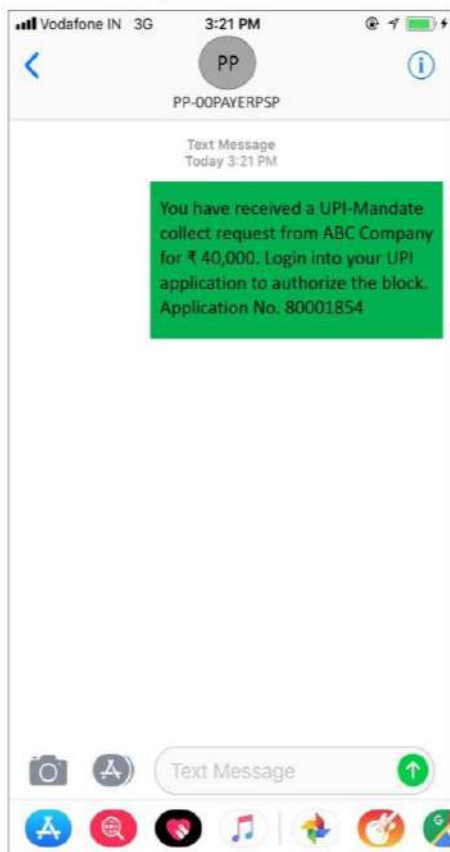 Vodafone IN 3G 3:21 PM
PP
PP-OOPAYERPSP
Text Message
Today 3:21 PM
You have received a UPI-Mandate
collect request from ABC Company
for ₹ 40,000. Login into your UPI
application to authorize the block.
Application No. 80001854
Text Message